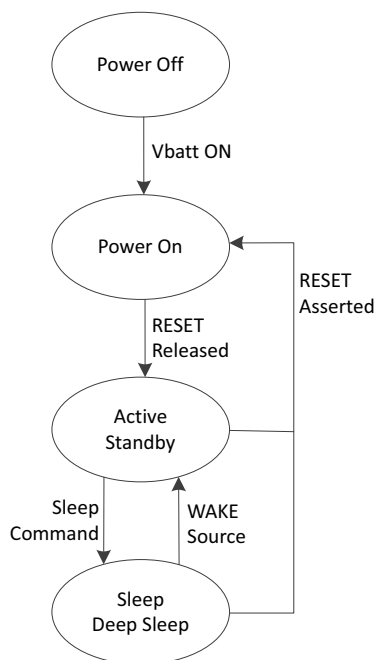 Power Off
Vbatt ON
Power On
RESET
Asserted
RESET
Released
Active
Standby
Sleep
Command
WAKE
Source
Sleep
Deep Sleep